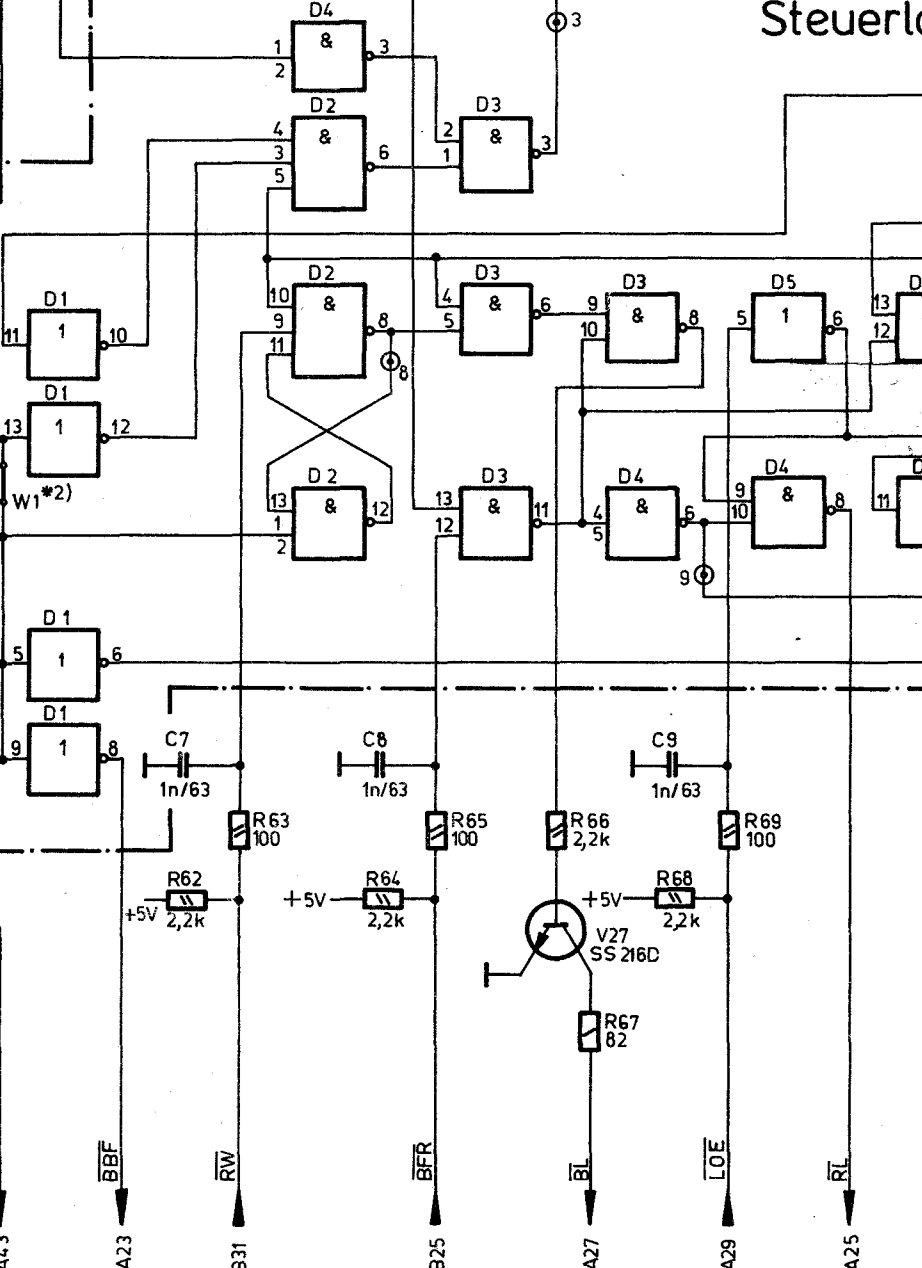 3
D4
&
1
2
3
D2
&
4
3
5
6
D3
&
2
1
3
D1
1
11
10
D2
&
10
9
11
8
8
D3
&
4
5
6
D3
&
9
10
8
D5
1
5
6
13
12
D1
1
13
12
W1*2)
D2
&
13
1
2
12
D3
&
13
12
11
D4
&
4
5
6
9
D4
&
9
10
8
11
D1
1
5
6
D1
1
9
8
C7
1n/63
C8
1n/63
C9
1n/63
R63
100
R65
100
R66
2,2k
R69
100
R62
+5V
2,2k
R64
+5V
2,2k
R68
+5V
2,2k
V27
SS 216D
R67
82
BBF
RW
BFR
BL
LOE
RL
A23
B31
B25
A27
A29
A25